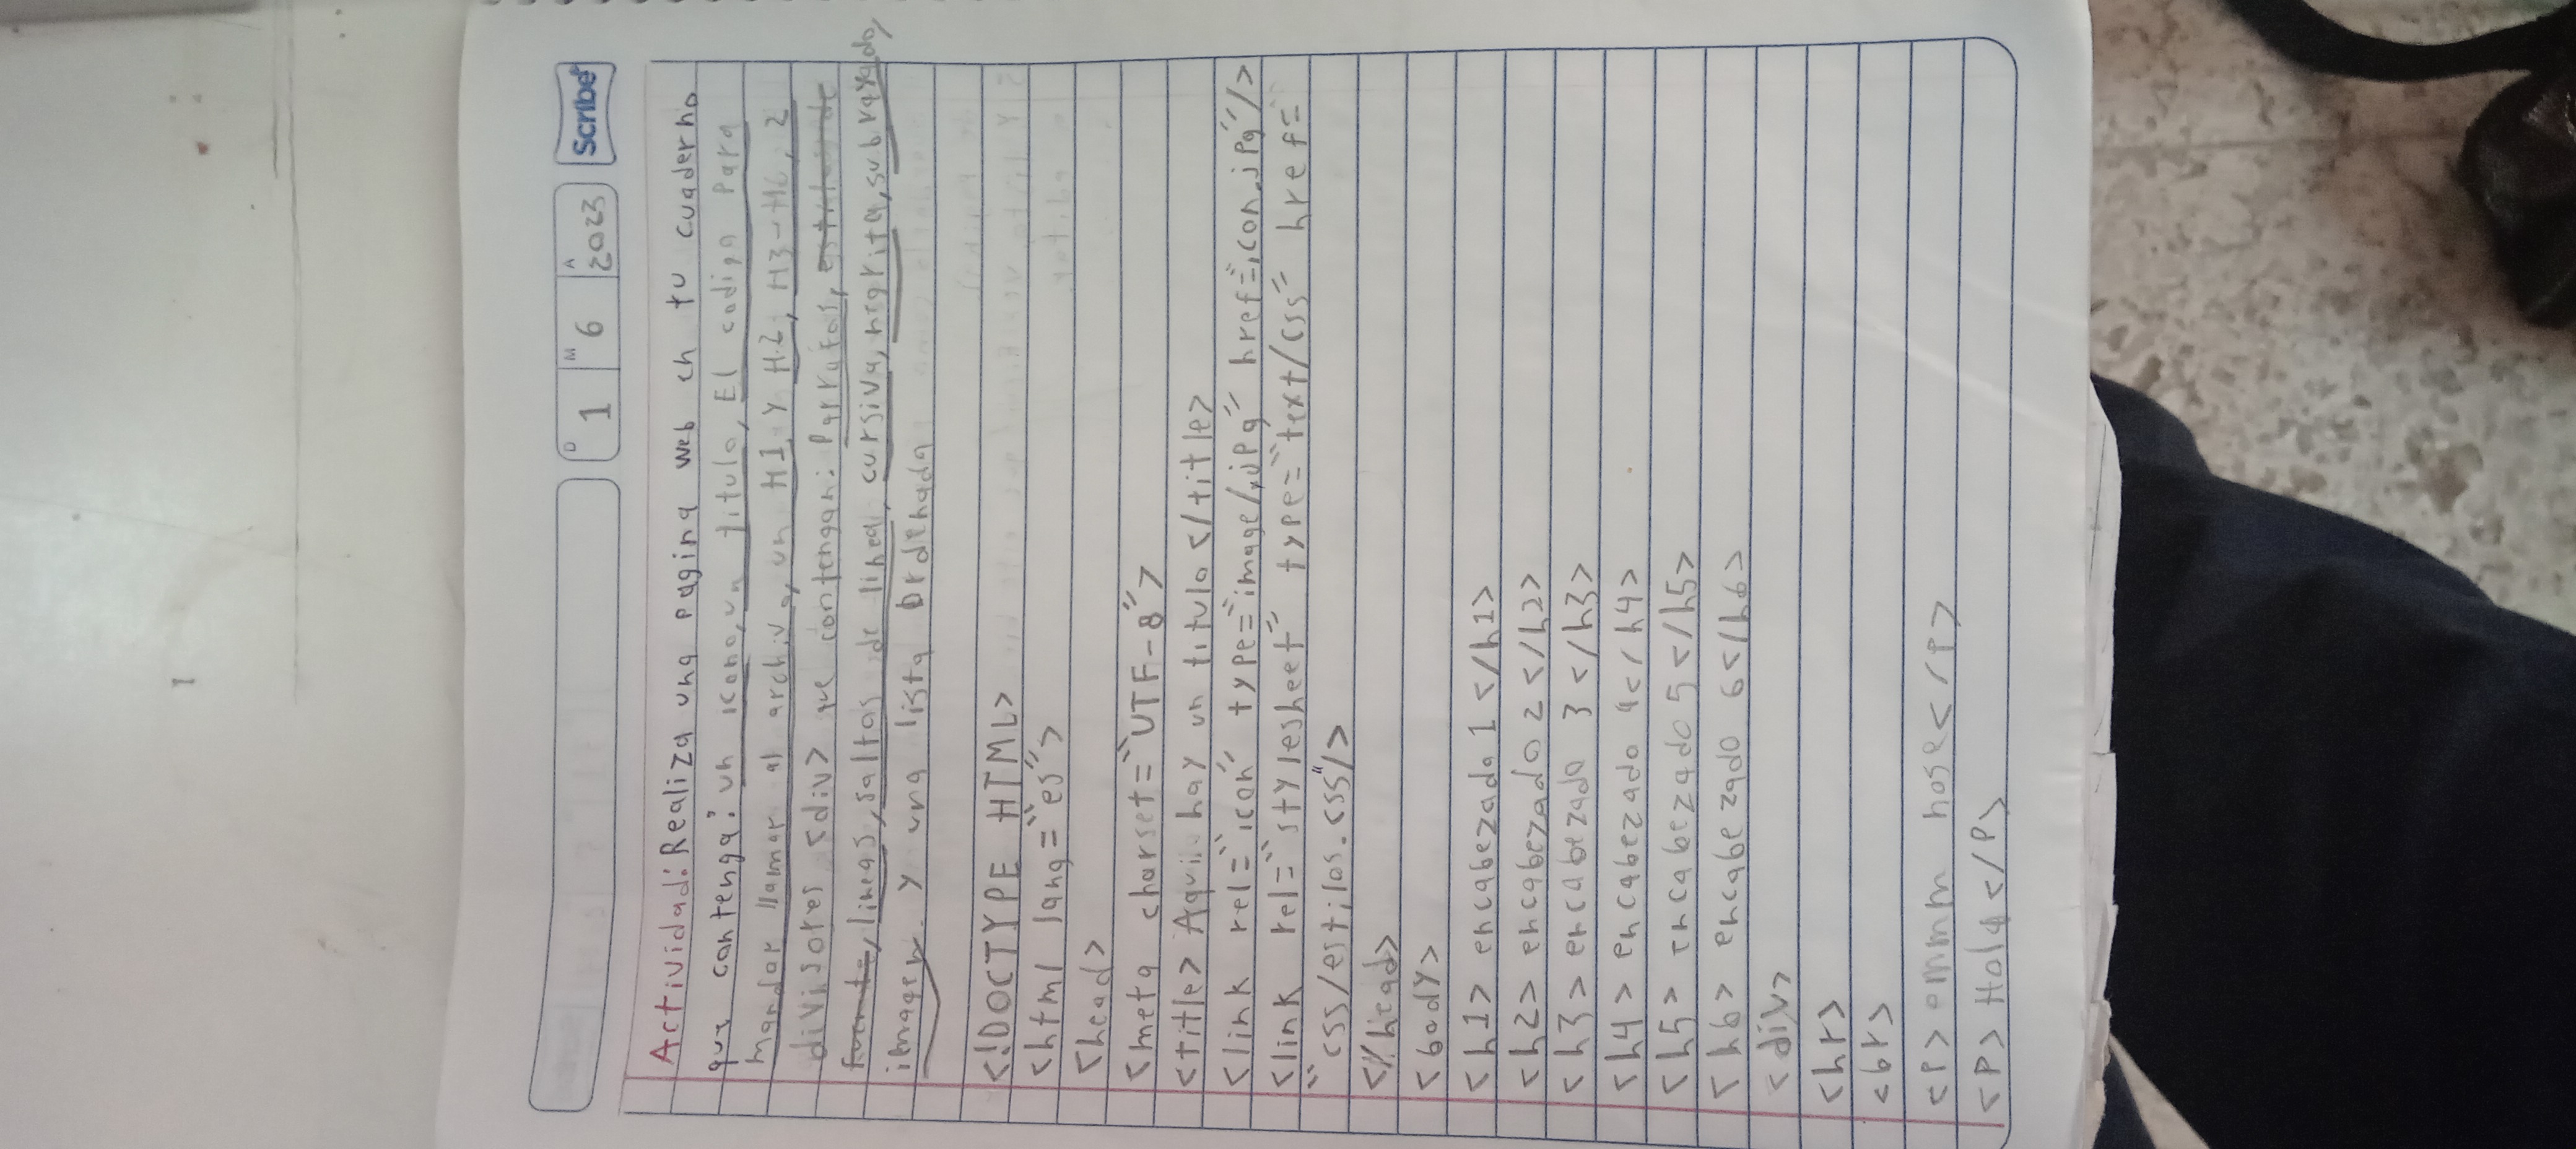 D 1 M 6 A 2023 Scribe
Actividad: Realiza una pagina web en tu cuaderno
que contenga: un icono, un titulo, El codigo Para
mandar llamar al archivo, un H1 Y H2, H3-H6, 2
divisores <div> que contengan: Parrafos,
lineas, saltos de linea, cursiva, negrita, subrayado,
imagen. Y una lista Ordenada
<!DOCTYPE HTML>
<html lang="es">
<head>
<meta charset="UTF-8">
<title> Aqui hay un titulo </title>
<link rel="icon" type="image/jpg" href="icon.jpg"/>
<link rel="stylesheet" type="text/css" href=
"css/estilos.css"/>
</head>
<body>
<h1> encabezado 1 </h1>
<h2> encabezado 2 </h2>
<h3> encabezado 3 </h3>
<h4> encabezado 4</h4>
<h5> encabezado 5 </h5>
<h6> encabezado 6</h6>
<div>
<hr>
<br>
<P> ommm nose</P>
<P> Hola</P>